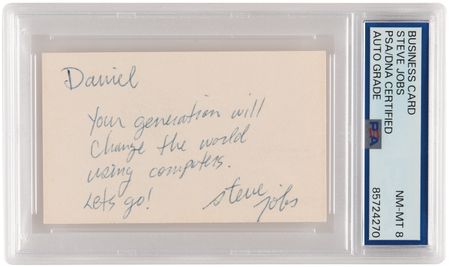 Daniel
Your generation will
change the world
using computers.
Lets go!
steve
jobs
BUSINESS CARD
STEVE JOBS
PSA/DNA CERTIFIED
AUTO GRADE
PSA
NM-MT 8
85724270